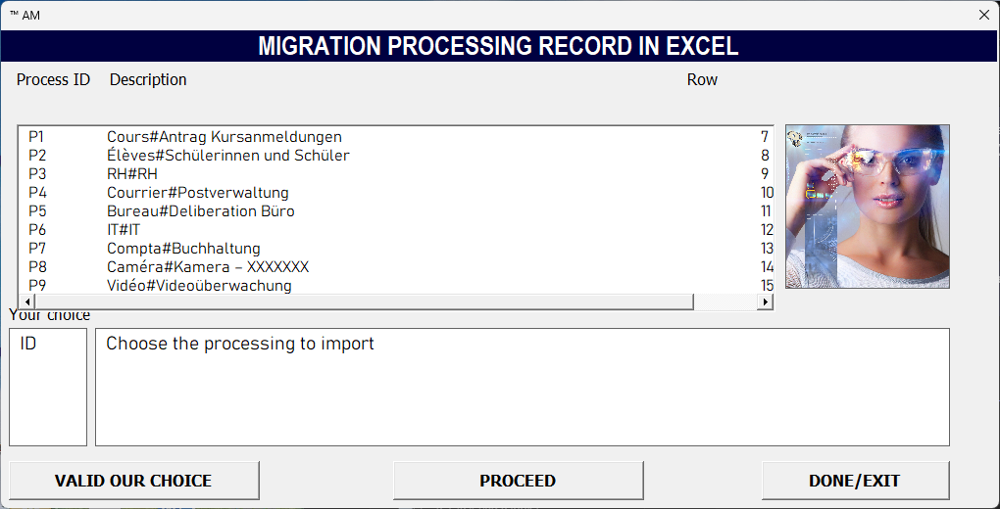 ™ AM
MIGRATION PROCESSING RECORD IN EXCEL
Process ID Description Row
P1 Cours#Antrag Kursanmeldungen 7
P2 Élèves#Schülerinnen und Schüler 8
P3 RH#RH 9
P4 Courrier#Postverwaltung 10
P5 Bureau#Deliberation Büro 11
P6 IT#IT 12
P7 Compta#Buchhaltung 13
P8 Caméra#Kamera – XXXXXXX 14
P9 Vidéo#Videoüberwachung 15
Your choice
ID Choose the processing to import
VALID OUR CHOICE PROCEED DONE/EXIT